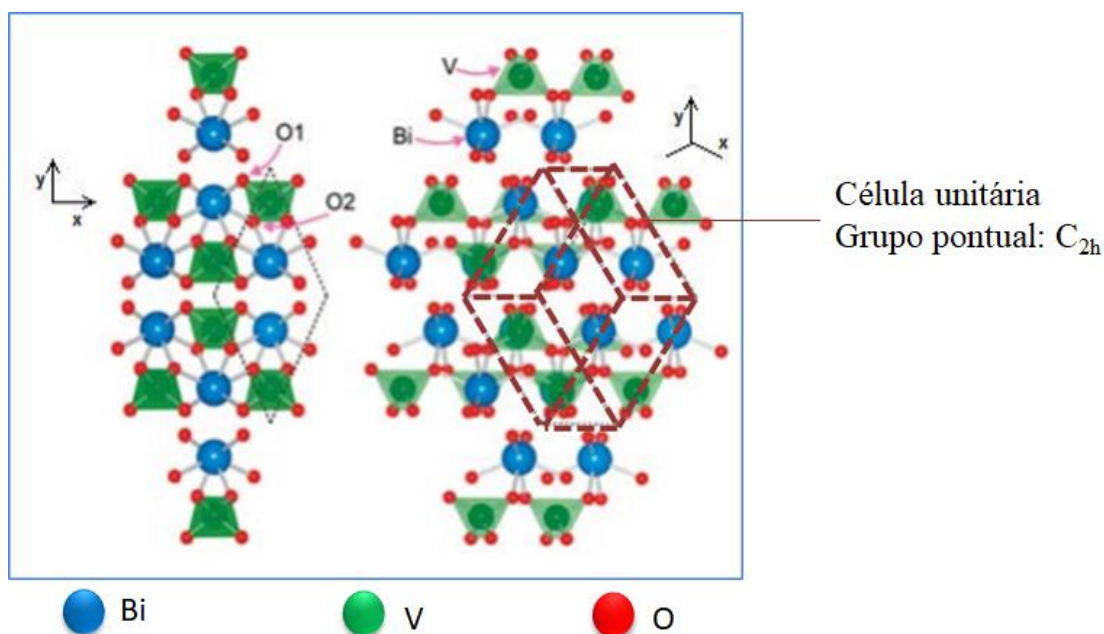 V
O1
Bi
y
x
y
x
O2
Célula unitária
Grupo pontual: C₂ₕ
Bi
V
O